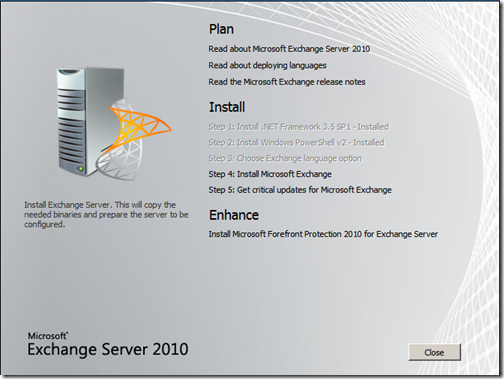 Plan
Read about Microsoft Exchange Server 2010
Read about deploying languages
Read the Microsoft Exchange release notes
Install
Step 1: Install .NET Framework 3.5 SP1 - Installed
Step 2: Install Windows PowerShell v2 - Installed
Step 3: Choose Exchange language option
Step 4: Install Microsoft Exchange
Step 5: Get critical updates for Microsoft Exchange
Install Exchange Server. This will copy the
needed binaries and prepare the server to be
configured.
Enhance
Install Microsoft Forefront Protection 2010 for Exchange Server
Microsoft®
Exchange Server 2010
Close